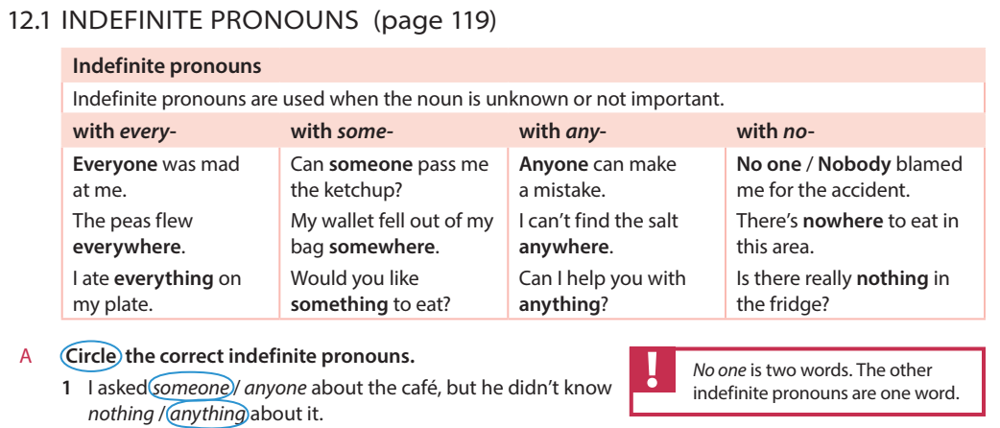 12.1 INDEFINITE PRONOUNS (page 119)
Indefinite pronouns
Indefinite pronouns are used when the noun is unknown or not important.
with every-
with some-
with any-
with no-
Everyone was mad
at me.
Can someone pass me
the ketchup?
Anyone can make
a mistake.
No one / Nobody blamed
me for the accident.
The peas flew
everywhere.
My wallet fell out of my
bag somewhere.
I can't find the salt
anywhere.
There's nowhere to eat in
this area.
I ate everything on
my plate.
Would you like
something to eat?
Can I help you with
anything?
Is there really nothing in
the fridge?
A Circle the correct indefinite pronouns.
1 I asked someone / anyone about the café, but he didn't know
nothing / anything about it.
!
No one is two words. The other
indefinite pronouns are one word.